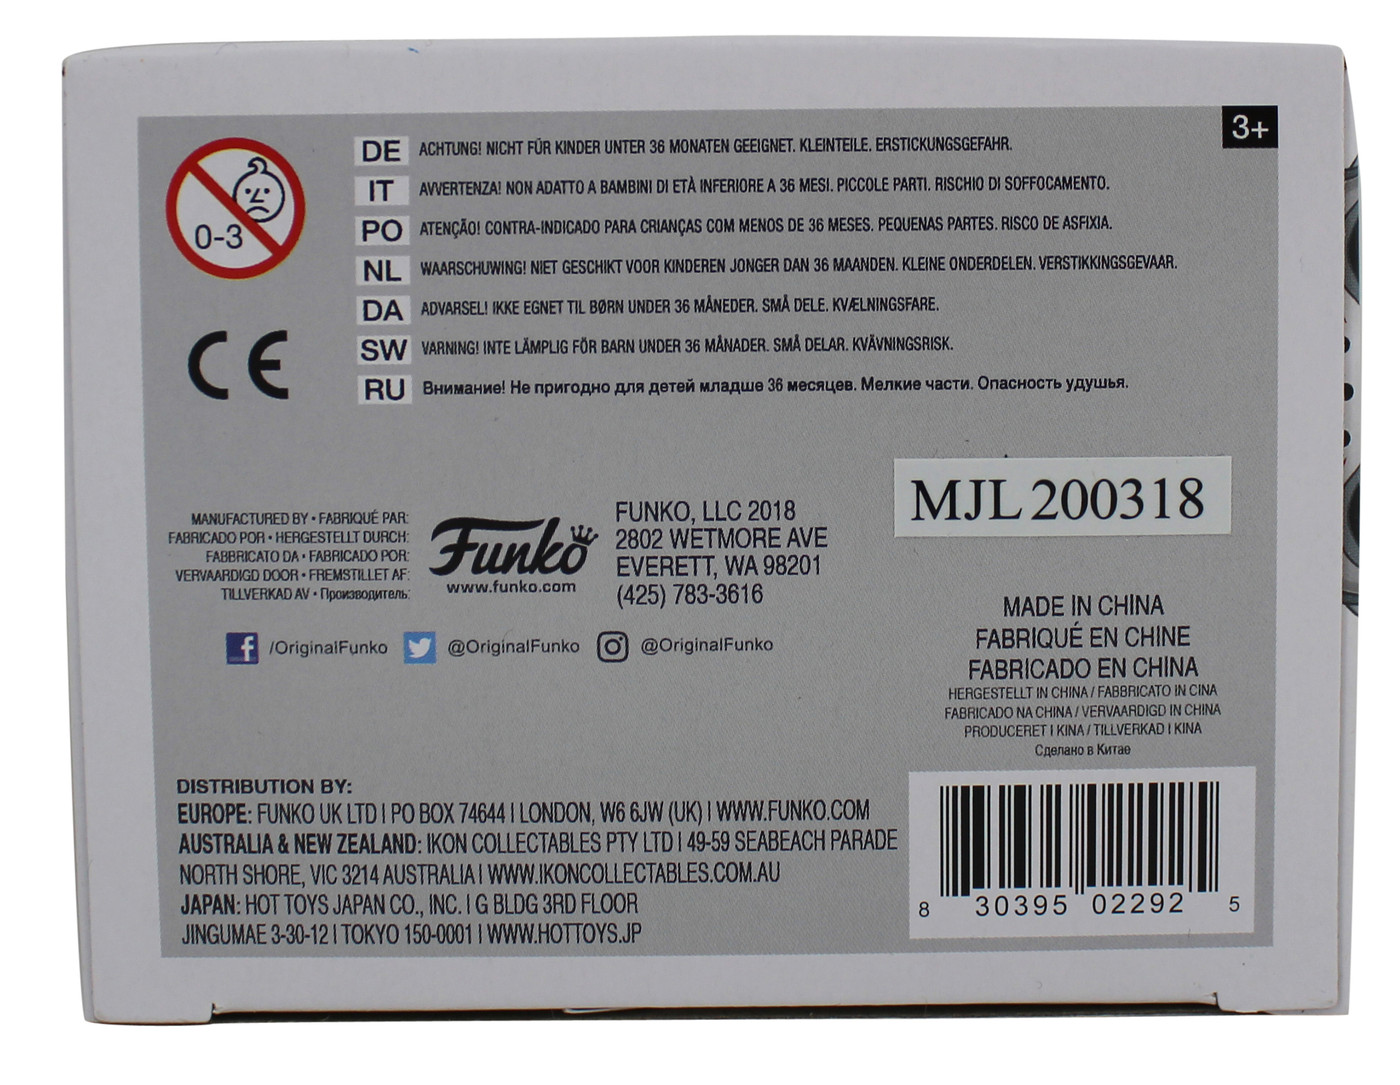 3+
0-3
DE ACHTUNG! NICHT FÜR KINDER UNTER 36 MONATEN GEEIGNET. KLEINTEILE. ERSTICKUNGSGEFAHR.
IT AVVERTENZA! NON ADATTO A BAMBINI DI ETÀ INFERIORE A 36 MESI. PICCOLE PARTI. RISCHIO DI SOFFOCAMENTO.
PO ATENÇÃO! CONTRA-INDICADO PARA CRIANÇAS COM MENOS DE 36 MESES. PEQUENAS PARTES. RISCO DE ASFIXIA.
NL WAARSCHUWING! NIET GESCHIKT VOOR KINDEREN JONGER DAN 36 MAANDEN. KLEINE ONDERDELEN. VERSTIKKINGSGEVAAR.
DA ADVARSEL! IKKE EGNET TIL BØRN UNDER 36 MÅNEDER. SMÅ DELE. KVÆLNINGSFARE.
SW VARNING! INTE LÄMPLIG FÖR BARN UNDER 36 MÅNADER. SMÅ DELAR. KVÄVNINGSRISK.
RU Внимание! Не пригодно для детей младше 36 месяцев. Мелкие части. Опасность удушья.
CE
MJL 200318
MANUFACTURED BY • FABRIQUÉ PAR:
FABRICADO POR • HERGESTELLT DURCH:
FABBRICATO DA • FABRICADO POR:
VERVAARDIGD DOOR • FREMSTILLET AF:
TILLVERKAD AV • Производитель:
Funko
www.funko.com
FUNKO, LLC 2018
2802 WETMORE AVE
EVERETT, WA 98201
(425) 783-3616
/OriginalFunko @OriginalFunko @OriginalFunko
MADE IN CHINA
FABRIQUÉ EN CHINE
FABRICADO EN CHINA
HERGESTELLT IN CHINA / FABBRICATO IN CINA
FABRICADO NA CHINA / VERVAARDIGD IN CHINA
PRODUCERET I KINA / TILLVERKAD I KINA
Сделано в Китае
DISTRIBUTION BY:
EUROPE: FUNKO UK LTD | PO BOX 74644 | LONDON, W6 6JW (UK) | WWW.FUNKO.COM
AUSTRALIA & NEW ZEALAND: IKON COLLECTABLES PTY LTD | 49-59 SEABEACH PARADE
NORTH SHORE, VIC 3214 AUSTRALIA | WWW.IKONCOLLECTABLES.COM.AU
JAPAN: HOT TOYS JAPAN CO., INC. | G BLDG 3RD FLOOR
JINGUMAE 3-30-12 | TOKYO 150-0001 | WWW.HOTTOYS.JP
8 30395 02292 5